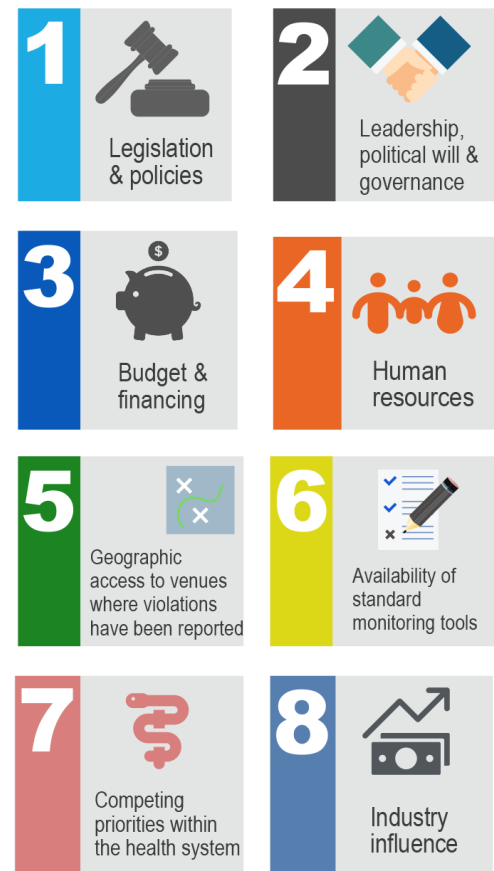 1
Legislation
& policies
2
Leadership,
political will &
governance
3
$
Budget &
financing
4
Human
resources
5
Geographic
access to venues
where violations
have been reported
6
Availability of
standard
monitoring tools
7
Competing
priorities within
the health system
8
Industry
influence